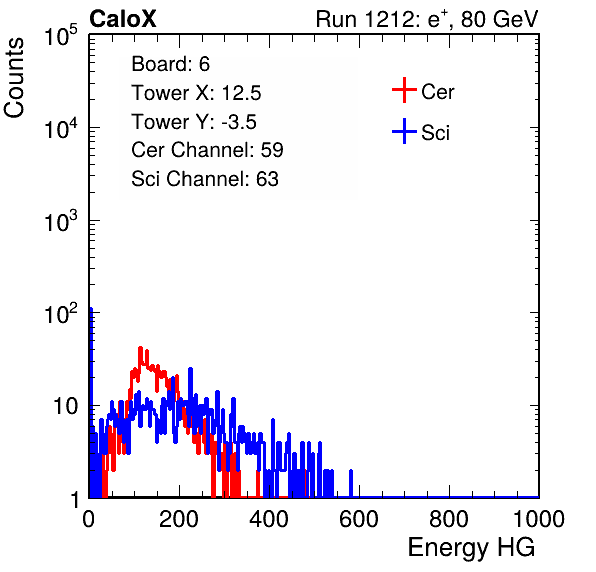 CaloX Run 1212: e⁺, 80 GeV
Counts
Board: 6
Tower X: 12.5
Tower Y: -3.5
Cer Channel: 59
Sci Channel: 63
Cer
Sci
10⁵
10⁴
10³
10²
10
1
0 200 400 600 800 1000
Energy HG